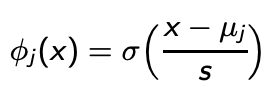 ϕⱼ(x) = σ((x − μⱼ)/s)